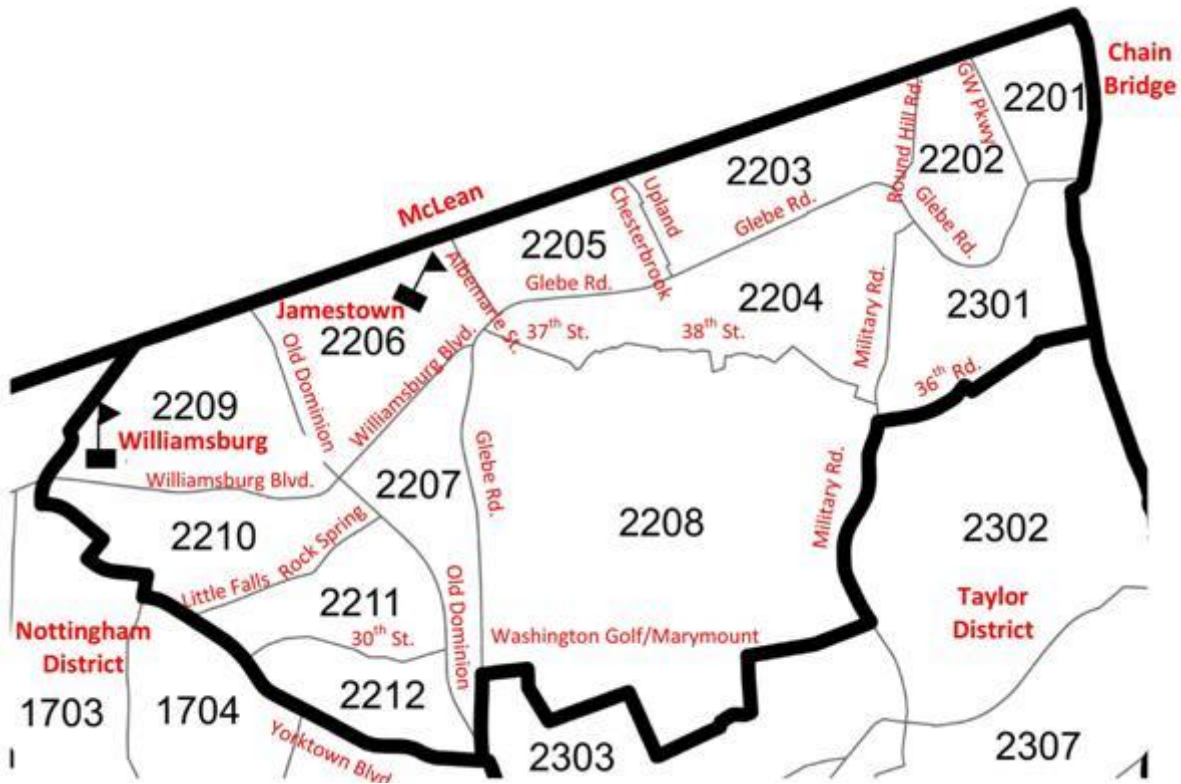 Chain
Bridge
2201
GW Pkwy
Round Hill Rd.
2202
2203
McLean
Upland
Chesterbrook
Glebe Rd.
Glebe Rd.
2205
Albemarle St.
Glebe Rd.
2204
Jamestown
2206
37th St.
38th St.
Military Rd.
2301
Old Dominion
Williamsburg Blvd.
36th Rd.
2209
Williamsburg
Williamsburg Blvd.
2207
Glebe Rd.
Military Rd.
2208
2302
2210
Rock Spring
Little Falls
Old Dominion
2211
Taylor
District
Nottingham
District
30th St.
Washington Golf/Marymount
2212
1703
1704
Yorktown Blvd.
2303
2307